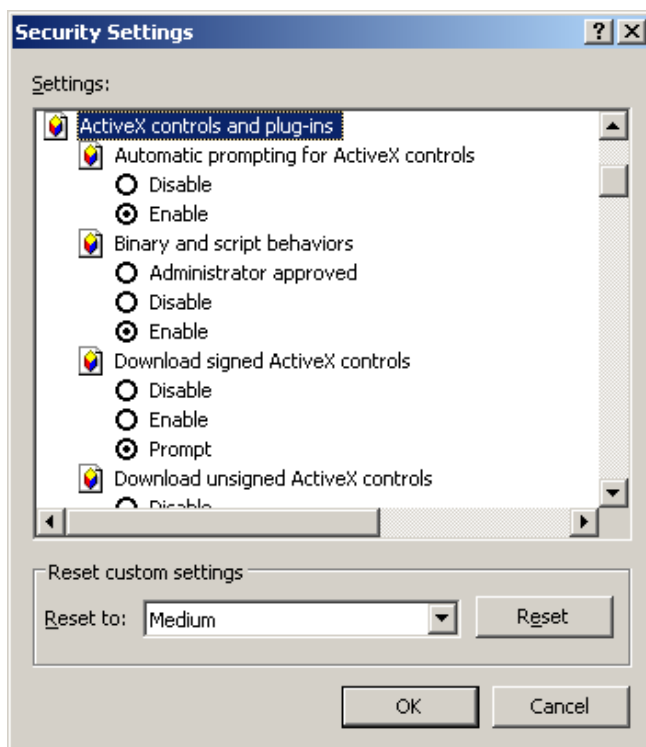 Security Settings
Settings:
ActiveX controls and plug-ins
Automatic prompting for ActiveX controls
Disable
Enable
Binary and script behaviors
Administrator approved
Disable
Enable
Download signed ActiveX controls
Disable
Enable
Prompt
Download unsigned ActiveX controls
Disable
Reset custom settings
Reset to: Medium Reset
OK Cancel